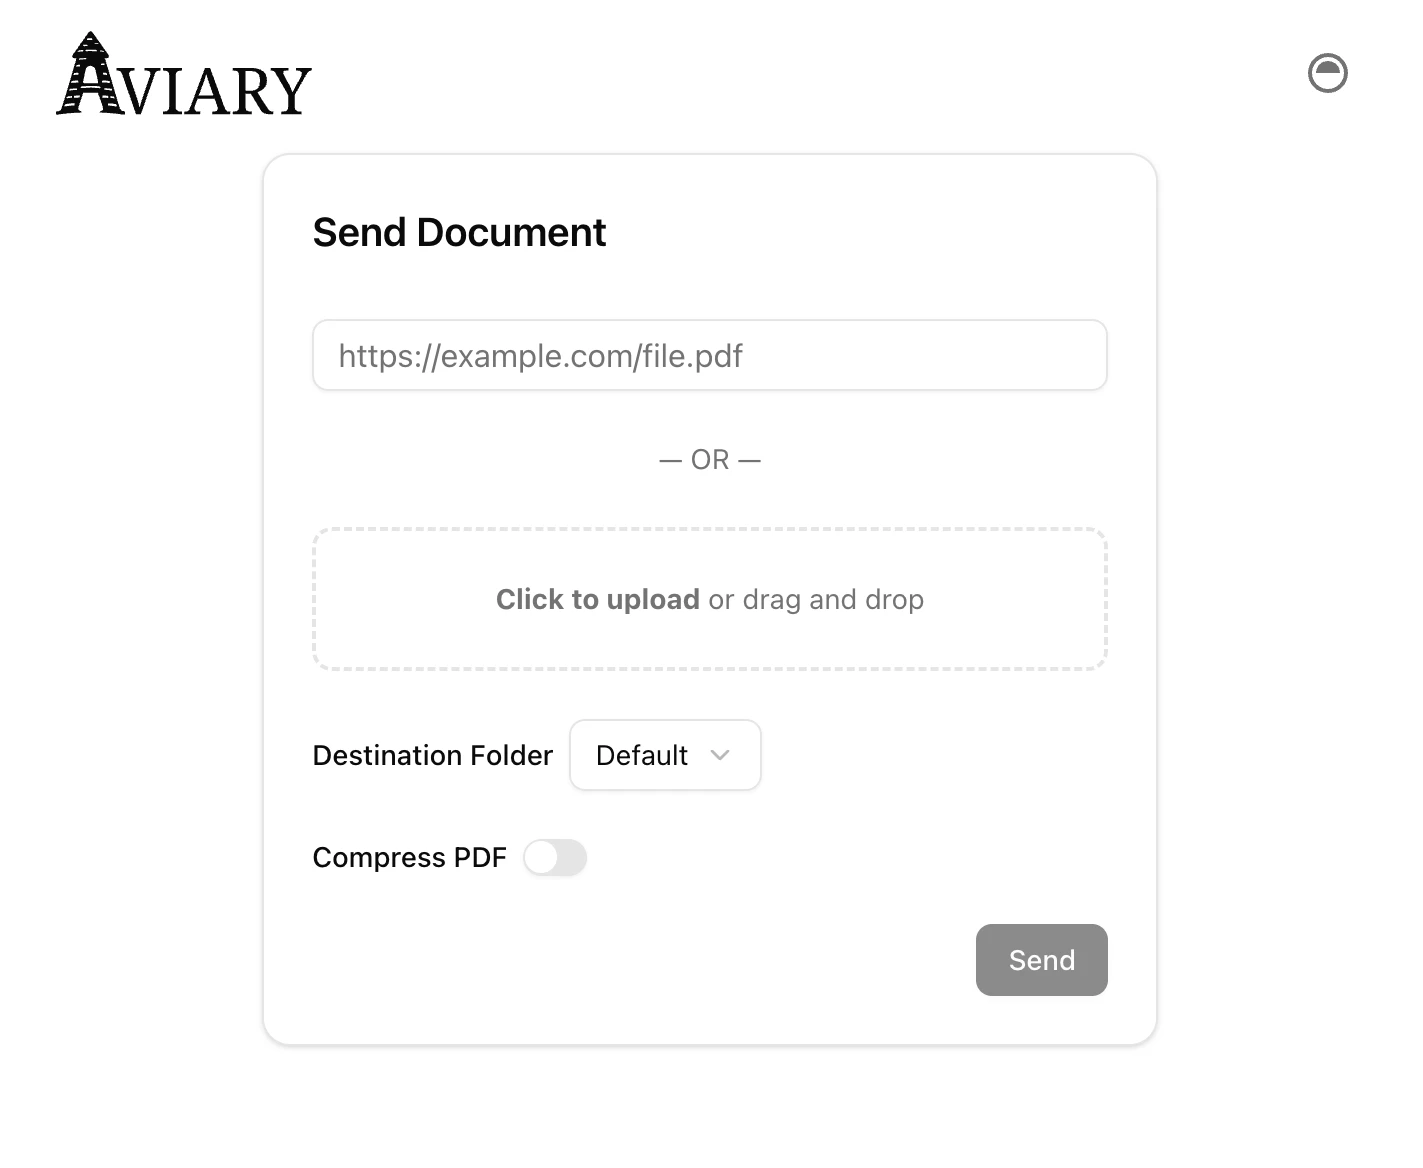 AVIARY
Send Document
https://example.com/file.pdf
— OR —
Click to upload or drag and drop
Destination Folder Default
Compress PDF
Send